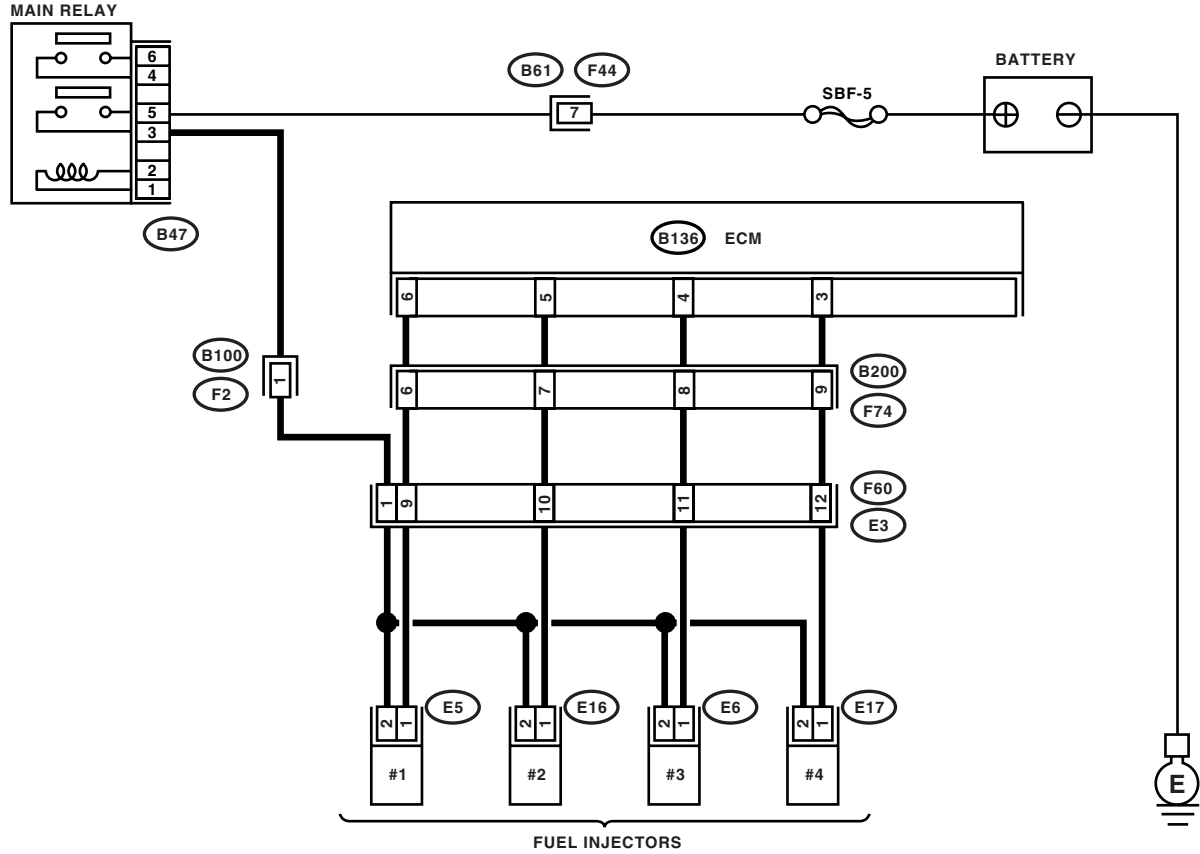 MAIN RELAY
6
4
5
3
2
1
B47
B61 F44
7
SBF-5
BATTERY
B136 ECM
6 5 4 3
B100
F2
1
6 7 8 9
B200
F74
1 9 10 11 12
F60
E3
2 1 E5
2 1 E16
2 1 E6
2 1 E17
#1 #2 #3 #4
E
FUEL INJECTORS